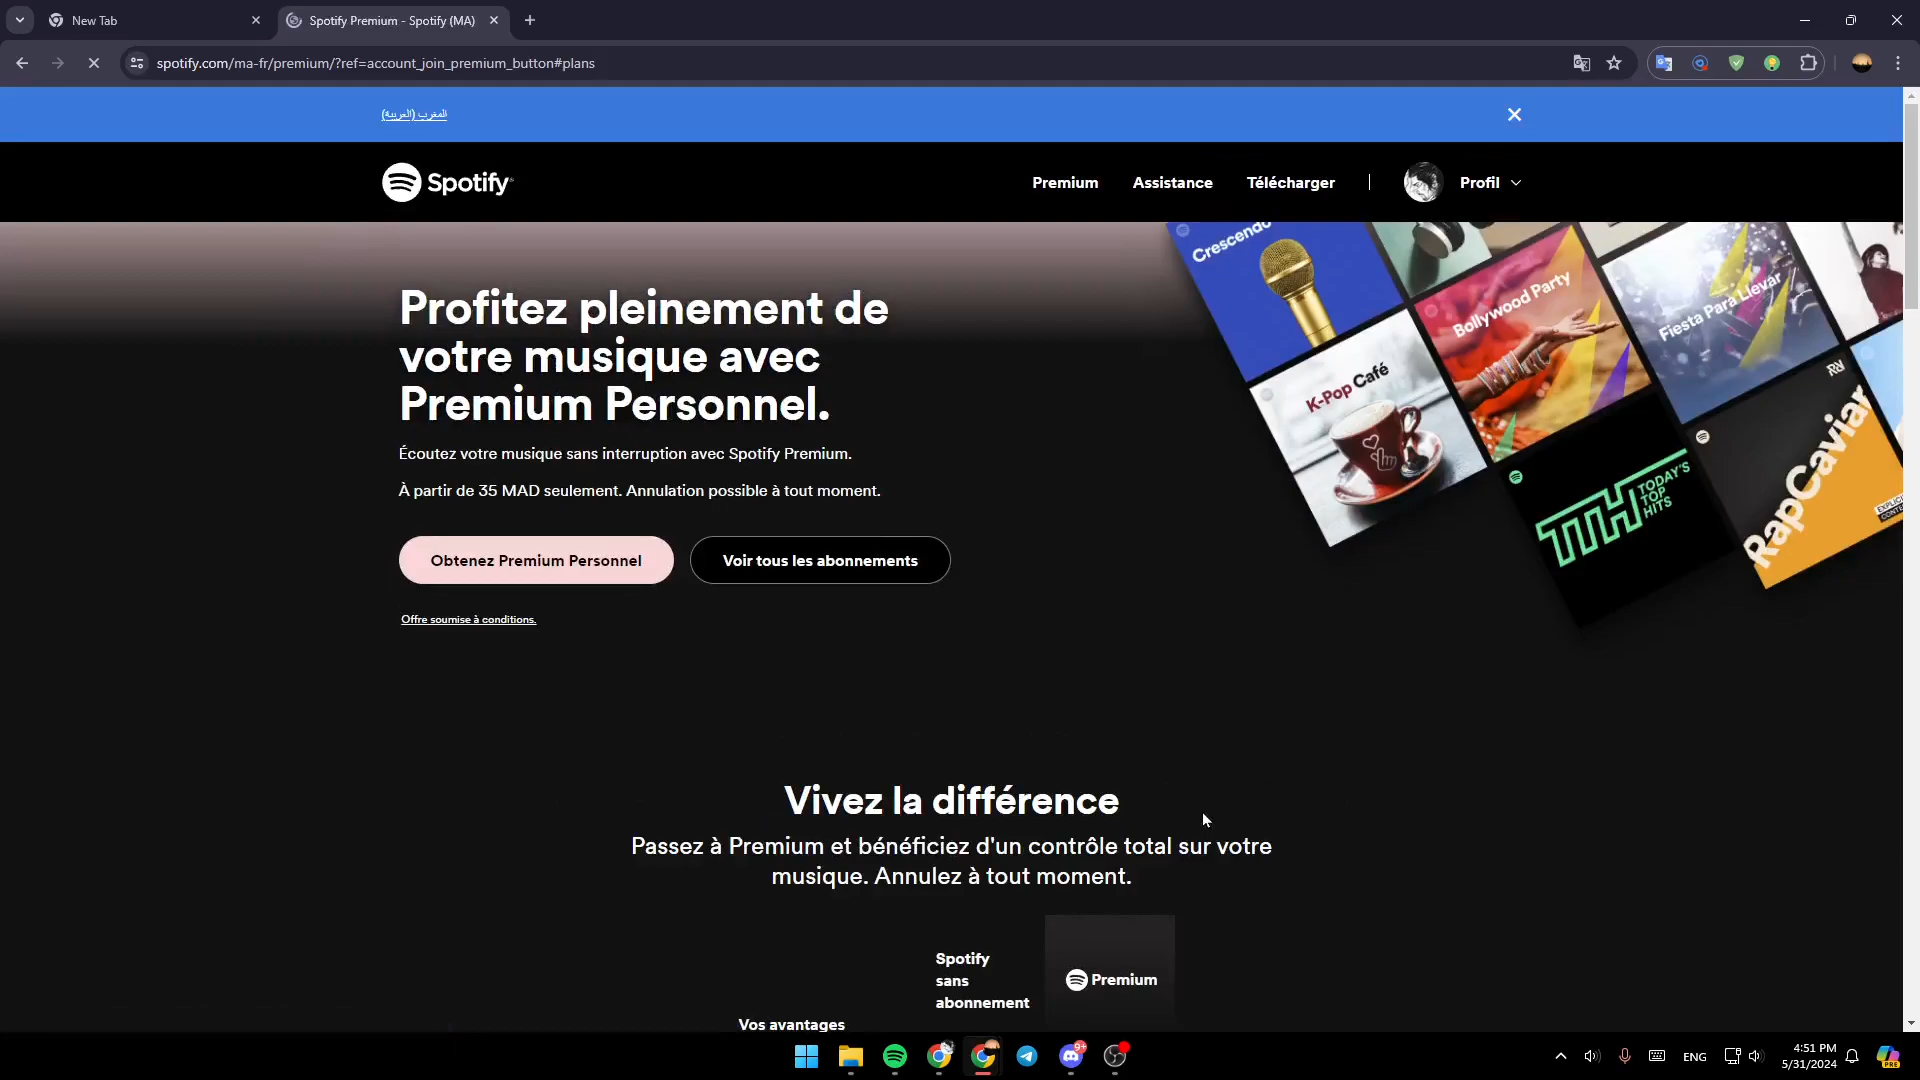 New Tab
Spotify Premium - Spotify (MA)
spotify.com/ma-fr/premium/?ref=account_join_premium_button#plans
المغرب (العربية)
Spotify
Premium
Assistance
Télécharger
Profil
Profitez pleinement de
votre musique avec
Premium Personnel.
Écoutez votre musique sans interruption avec Spotify Premium.
À partir de 35 MAD seulement. Annulation possible à tout moment.
Obtenez Premium Personnel
Voir tous les abonnements
Offre soumise à conditions.
Crescendo
K-Pop Café
Bollywood Party
Fiesta Para Llevar
TTH TODAY'S
TOP
HITS
RapCaviar
Vivez la différence
Passez à Premium et bénéficiez d'un contrôle total sur votre
musique. Annulez à tout moment.
Spotify
sans
abonnement
Premium
Vos avantages
9+
ENG
4:51 PM
5/31/2024
PRE